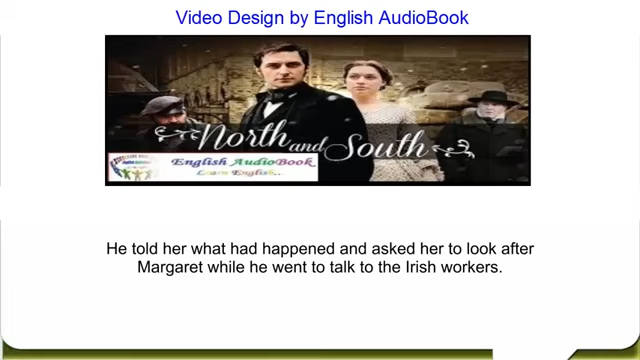 Video Design by English AudioBook
North and South
English AudioBook
Learn English...
He told her what had happened and asked her to look after
Margaret while he went to talk to the Irish workers.